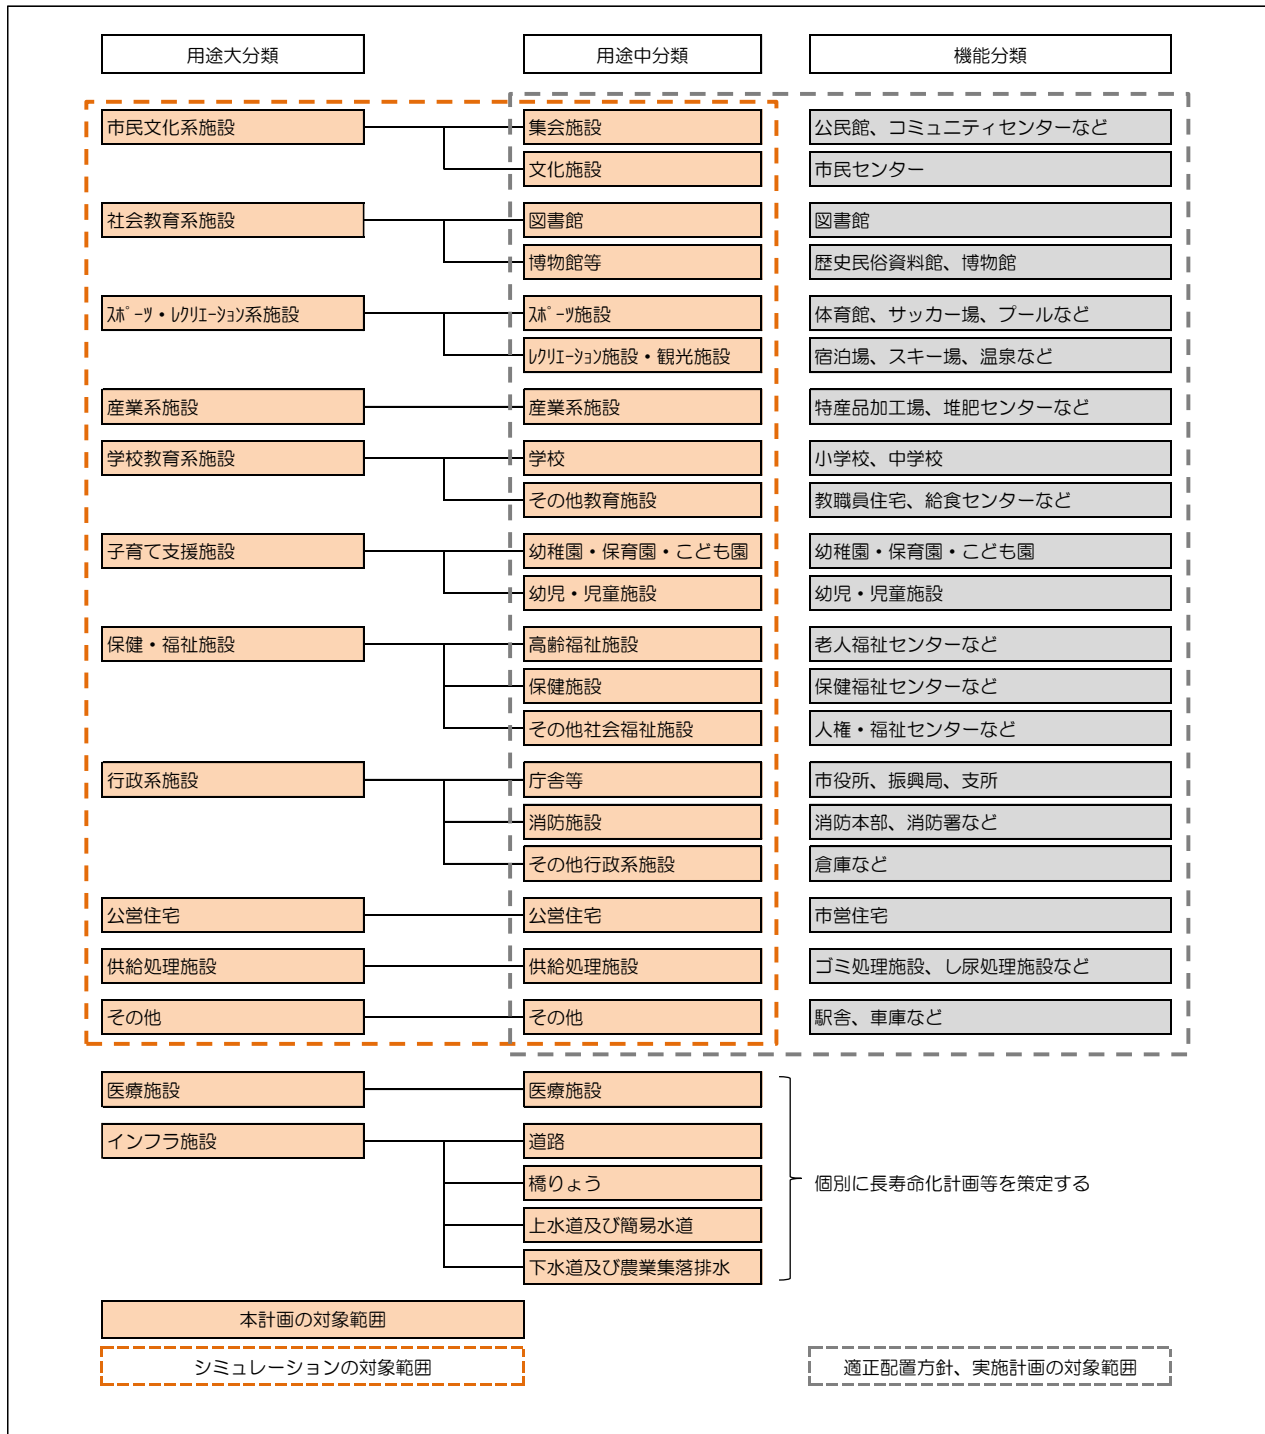 用途大分類
用途中分類
機能分類
市民文化系施設
集会施設
公民館、コミュニティセンターなど
文化施設
市民センター
社会教育系施設
図書館
図書館
博物館等
歴史民俗資料館、博物館
ｽﾎﾟｰﾂ・ﾚｸﾘｴｰｼｮﾝ系施設
ｽﾎﾟｰﾂ施設
体育館、サッカー場、プールなど
ﾚｸﾘｴｰｼｮﾝ施設・観光施設
宿泊場、スキー場、温泉など
産業系施設
産業系施設
特産品加工場、堆肥センターなど
学校教育系施設
学校
小学校、中学校
その他教育施設
教職員住宅、給食センターなど
子育て支援施設
幼稚園・保育園・こども園
幼稚園・保育園・こども園
幼児・児童施設
幼児・児童施設
保健・福祉施設
高齢福祉施設
老人福祉センターなど
保健施設
保健福祉センターなど
その他社会福祉施設
人権・福祉センターなど
行政系施設
庁舎等
市役所、振興局、支所
消防施設
消防本部、消防署など
その他行政系施設
倉庫など
公営住宅
公営住宅
市営住宅
供給処理施設
供給処理施設
ゴミ処理施設、し尿処理施設など
その他
その他
駅舎、車庫など
医療施設
医療施設
インフラ施設
道路
橋りょう
個別に長寿命化計画等を策定する
上水道及び簡易水道
下水道及び農業集落排水
本計画の対象範囲
シミュレーションの対象範囲
適正配置方針、実施計画の対象範囲